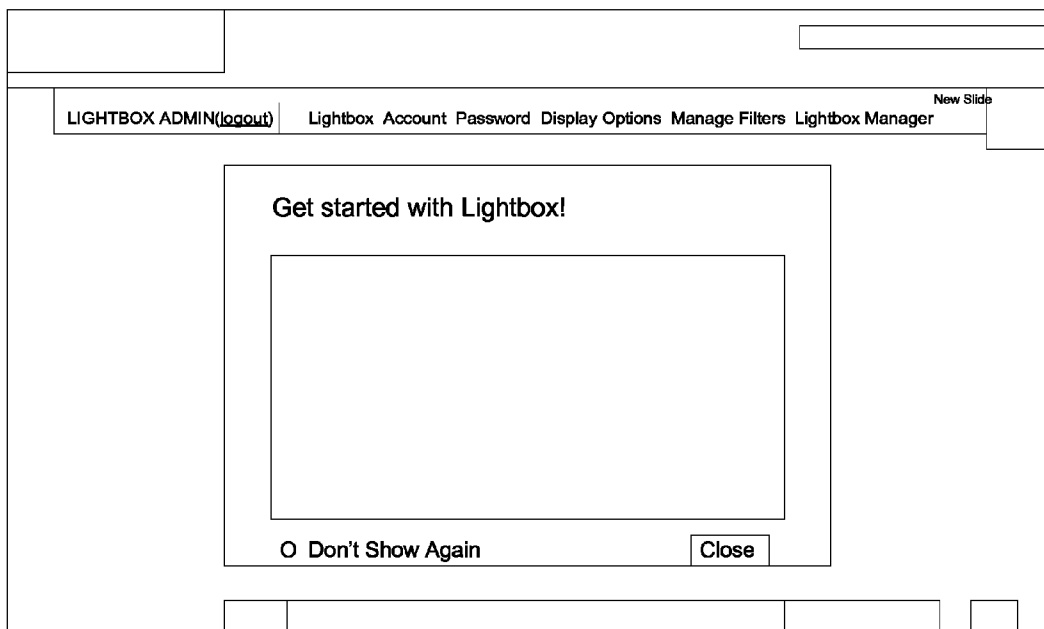 New Slide
LIGHTBOX ADMIN(logout) Lightbox Account Password Display Options Manage Filters Lightbox Manager
Get started with Lightbox!
O Don't Show Again Close